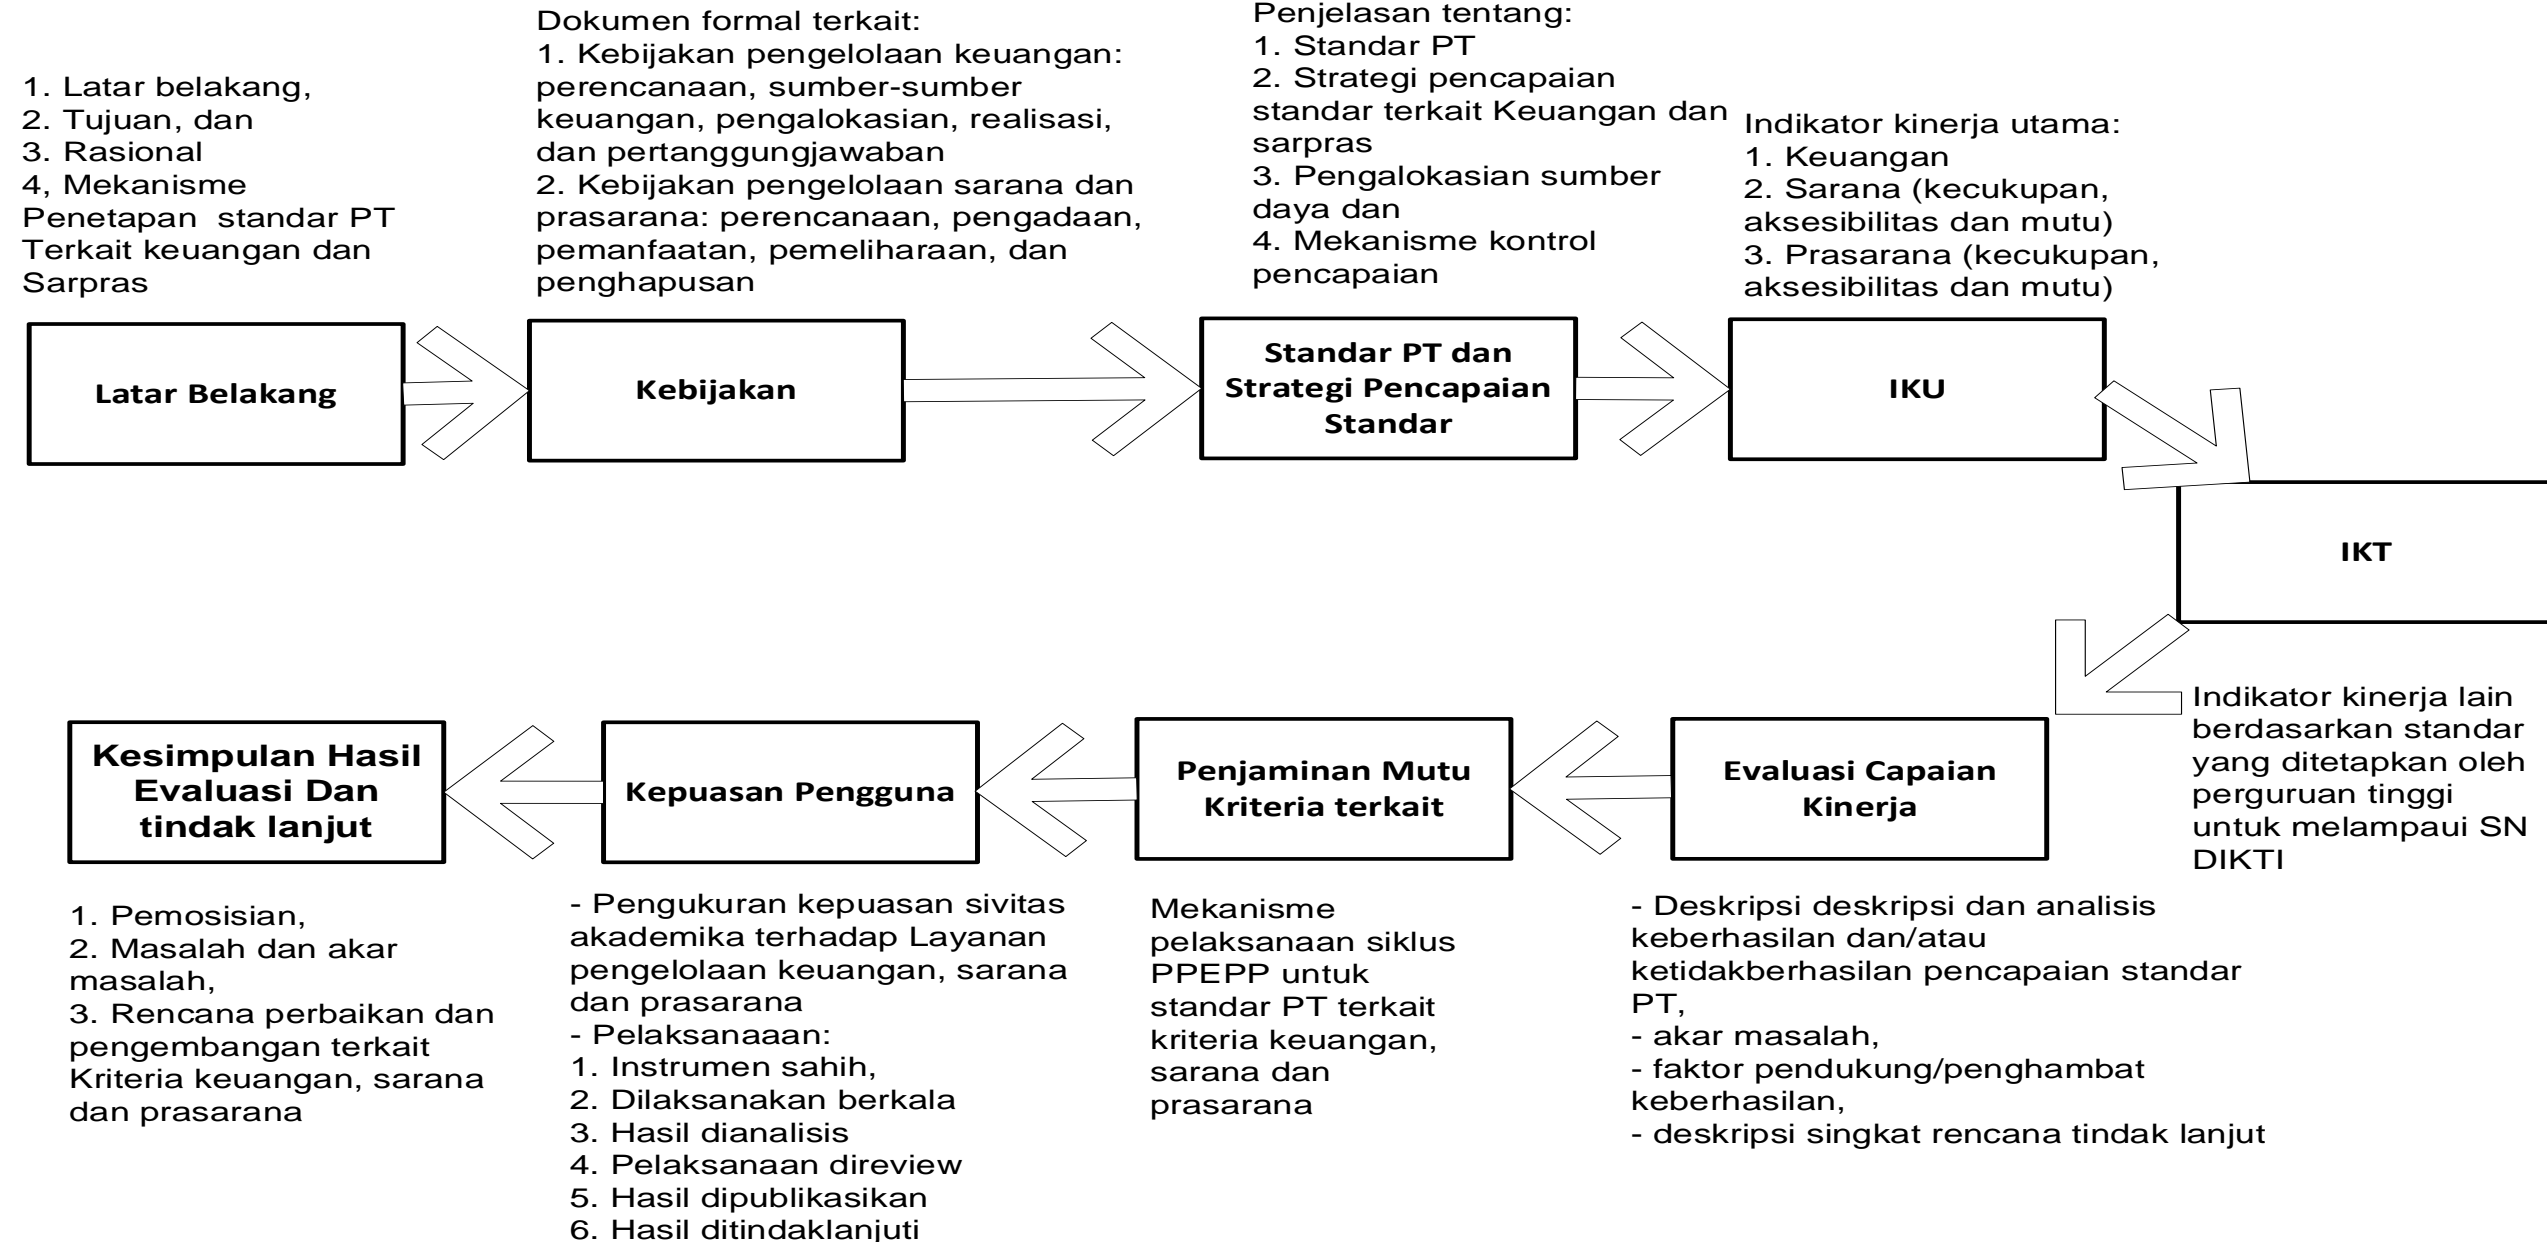 1. Latar belakang,
2. Tujuan, dan
3. Rasional
4, Mekanisme
Penetapan  standar PT
Terkait keuangan dan
Sarpras
Dokumen formal terkait:
1. Kebijakan pengelolaan keuangan:
perencanaan, sumber-sumber
keuangan, pengalokasian, realisasi,
dan pertanggungjawaban
2. Kebijakan pengelolaan sarana dan
prasarana: perencanaan, pengadaan,
pemanfaatan, pemeliharaan, dan
penghapusan
Penjelasan tentang:
1. Standar PT
2. Strategi pencapaian
standar terkait Keuangan dan
sarpras
3. Pengalokasian sumber
daya dan
4. Mekanisme kontrol
pencapaian
Indikator kinerja utama:
1. Keuangan
2. Sarana (kecukupan,
aksesibilitas dan mutu)
3. Prasarana (kecukupan,
aksesibilitas dan mutu)
Latar Belakang
Kebijakan
Standar PT dan
Strategi Pencapaian
Standar
IKU
IKT
Indikator kinerja lain
berdasarkan standar
yang ditetapkan oleh
perguruan tinggi
untuk melampaui SN
DIKTI
Evaluasi Capaian
Kinerja
- Deskripsi deskripsi dan analisis
keberhasilan dan/atau
ketidakberhasilan pencapaian standar
PT,
- akar masalah,
- faktor pendukung/penghambat
keberhasilan,
- deskripsi singkat rencana tindak lanjut
Penjaminan Mutu
Kriteria terkait
Mekanisme
pelaksanaan siklus
PPEPP untuk
standar PT terkait
kriteria keuangan,
sarana dan
prasarana
Kepuasan Pengguna
- Pengukuran kepuasan sivitas
akademika terhadap Layanan
pengelolaan keuangan, sarana
dan prasarana
- Pelaksanaaan:
1. Instrumen sahih,
2. Dilaksanakan berkala
3. Hasil dianalisis
4. Pelaksanaan direview
5. Hasil dipublikasikan
6. Hasil ditindaklanjuti
Kesimpulan Hasil
Evaluasi Dan
tindak lanjut
1. Pemosisian,
2. Masalah dan akar
masalah,
3. Rencana perbaikan dan
pengembangan terkait
Kriteria keuangan, sarana
dan prasarana